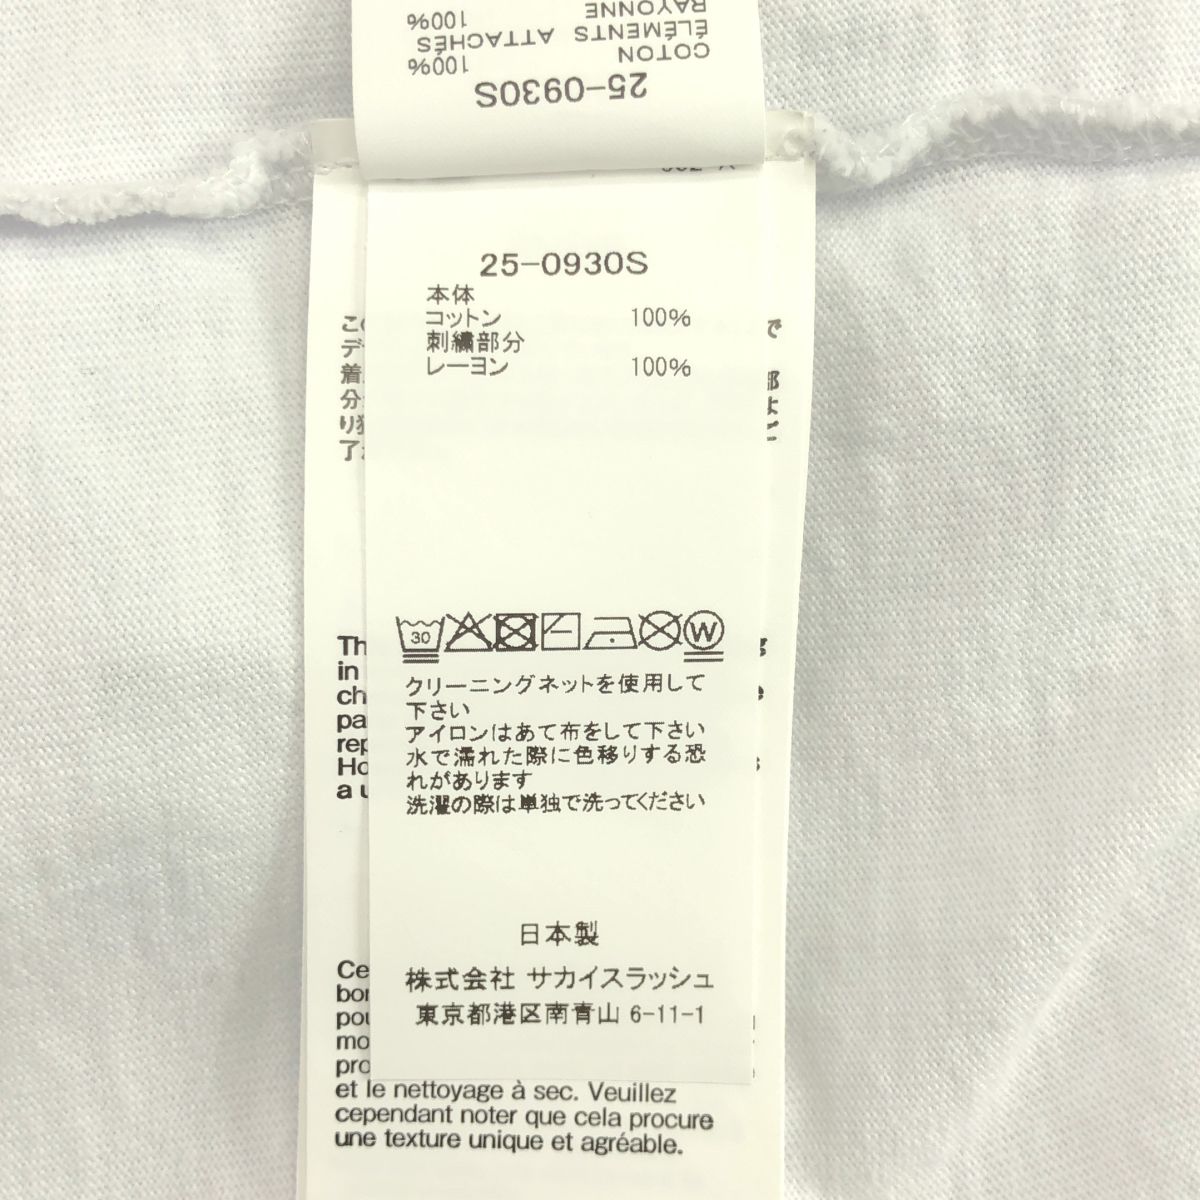 RAYONNE 100%
ÉLÉMENTS ATTACHÉS
COTON 100%
25-0930S
25-0930S
本体
コットン 100%
刺繍部分
レーヨン 100%
30
W
クリーニングネットを使用して
下さい
アイロンはあて布をして下さい
水で濡れた際に色移りする恐
れがあります
洗濯の際は単独で洗ってください
日本製
株式会社 サカイスラッシュ
東京都港区南青山 6-11-1
in
a
et le nettoyage à sec. Veuillez
cependant noter que cela procure
une texture unique et agréable.